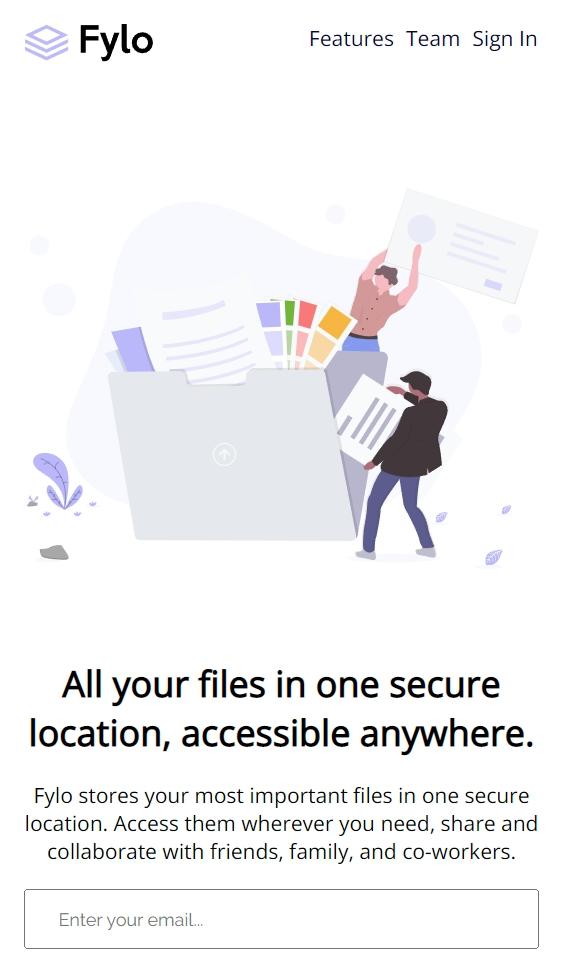 Fylo
Features Team Sign In
All your files in one secure
location, accessible anywhere.
Fylo stores your most important files in one secure
location. Access them wherever you need, share and
collaborate with friends, family, and co-workers.
Enter your email...